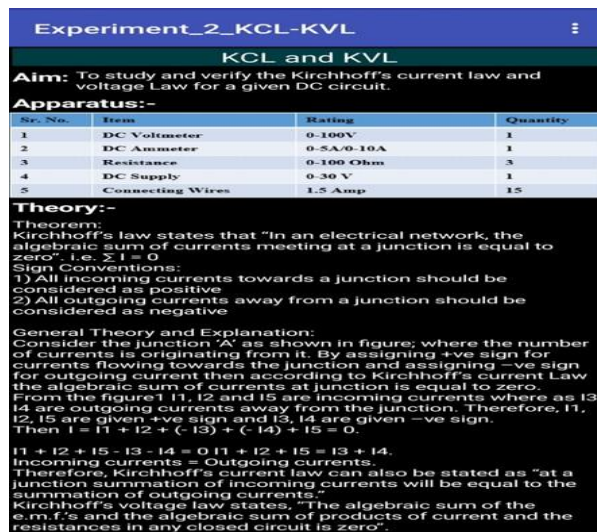 Experiment_2_KCL-KVL
KCL and KVL
Aim: To study and verify the Kirchhoff's current law and
voltage Law for a given DC circuit.
Apparatus:-
Sr. No. Item Rating Quantity
1 DC Voltmeter 0-100V 1
2 DC Ammeter 0-5A/0-10A 1
3 Resistance 0-100 Ohm 3
4 DC Supply 0-30 V 1
5 Connecting Wires 1.5 Amp 15
Theory:-
Theorem:
Kirchhoff's law states that "In an electrical network, the
algebraic sum of currents meeting at a junction is equal to
zero". i.e. ∑ I = 0
Sign Conventions:
1) All incoming currents towards a junction should be
considered as positive
2) All outgoing currents away from a junction should be
considered as negative
General Theory and Explanation:
Consider the junction 'A' as shown in figure; where the number
of currents is originating from it. By assigning +ve sign for
currents flowing towards the junction and assigning –ve sign
for outgoing current then according to Kirchhoff's current Law
the algebraic sum of currents at junction is equal to zero.
From the figure1 I1, I2 and I5 are incoming currents where as I3
I4 are outgoing currents away from the junction. Therefore, I1,
I2, I5 are given +ve sign and I3, I4 are given –ve sign.
Then I = I1 + I2 + (- I3) + (- I4) + I5 = 0.
I1 + I2 + I5 - I3 - I4 = 0 I1 + I2 + I5 = I3 + I4.
Incoming currents = Outgoing currents.
Therefore, Kirchhoff's current law can also be stated as "at a
junction summation of incoming currents will be equal to the
summation of outgoing currents."
Kirchhoff's voltage law states, "The algebraic sum of the
e.m.f.'s and the algebraic sum of products of current and the
resistances in any closed circuit is zero".